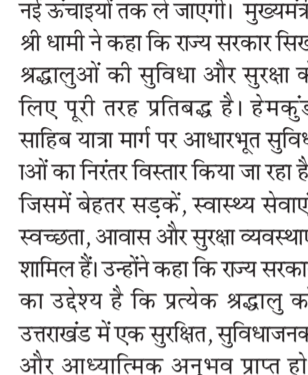 नई ऊंचाइयों तक ले जाएगी। मुख्यमंत्र
श्री धामी ने कहा कि राज्य सरकार सिख
श्रद्धालुओं की सुविधा और सुरक्षा क
लिए पूरी तरह प्रतिबद्ध है। हेमकुंड
साहिब यात्रा मार्ग पर आधारभूत सुविध
ाओं का निरंतर विस्तार किया जा रहा है
जिसमें बेहतर सड़कें, स्वास्थ्य सेवाएं
स्वच्छता, आवास और सुरक्षा व्यवस्थाए
शामिल हैं। उन्होंने कहा कि राज्य सरका
का उद्देश्य है कि प्रत्येक श्रद्धालु क
उत्तराखंड में एक सुरक्षित, सुविधाजनक
और आध्यात्मिक अनुभव प्राप्त हो